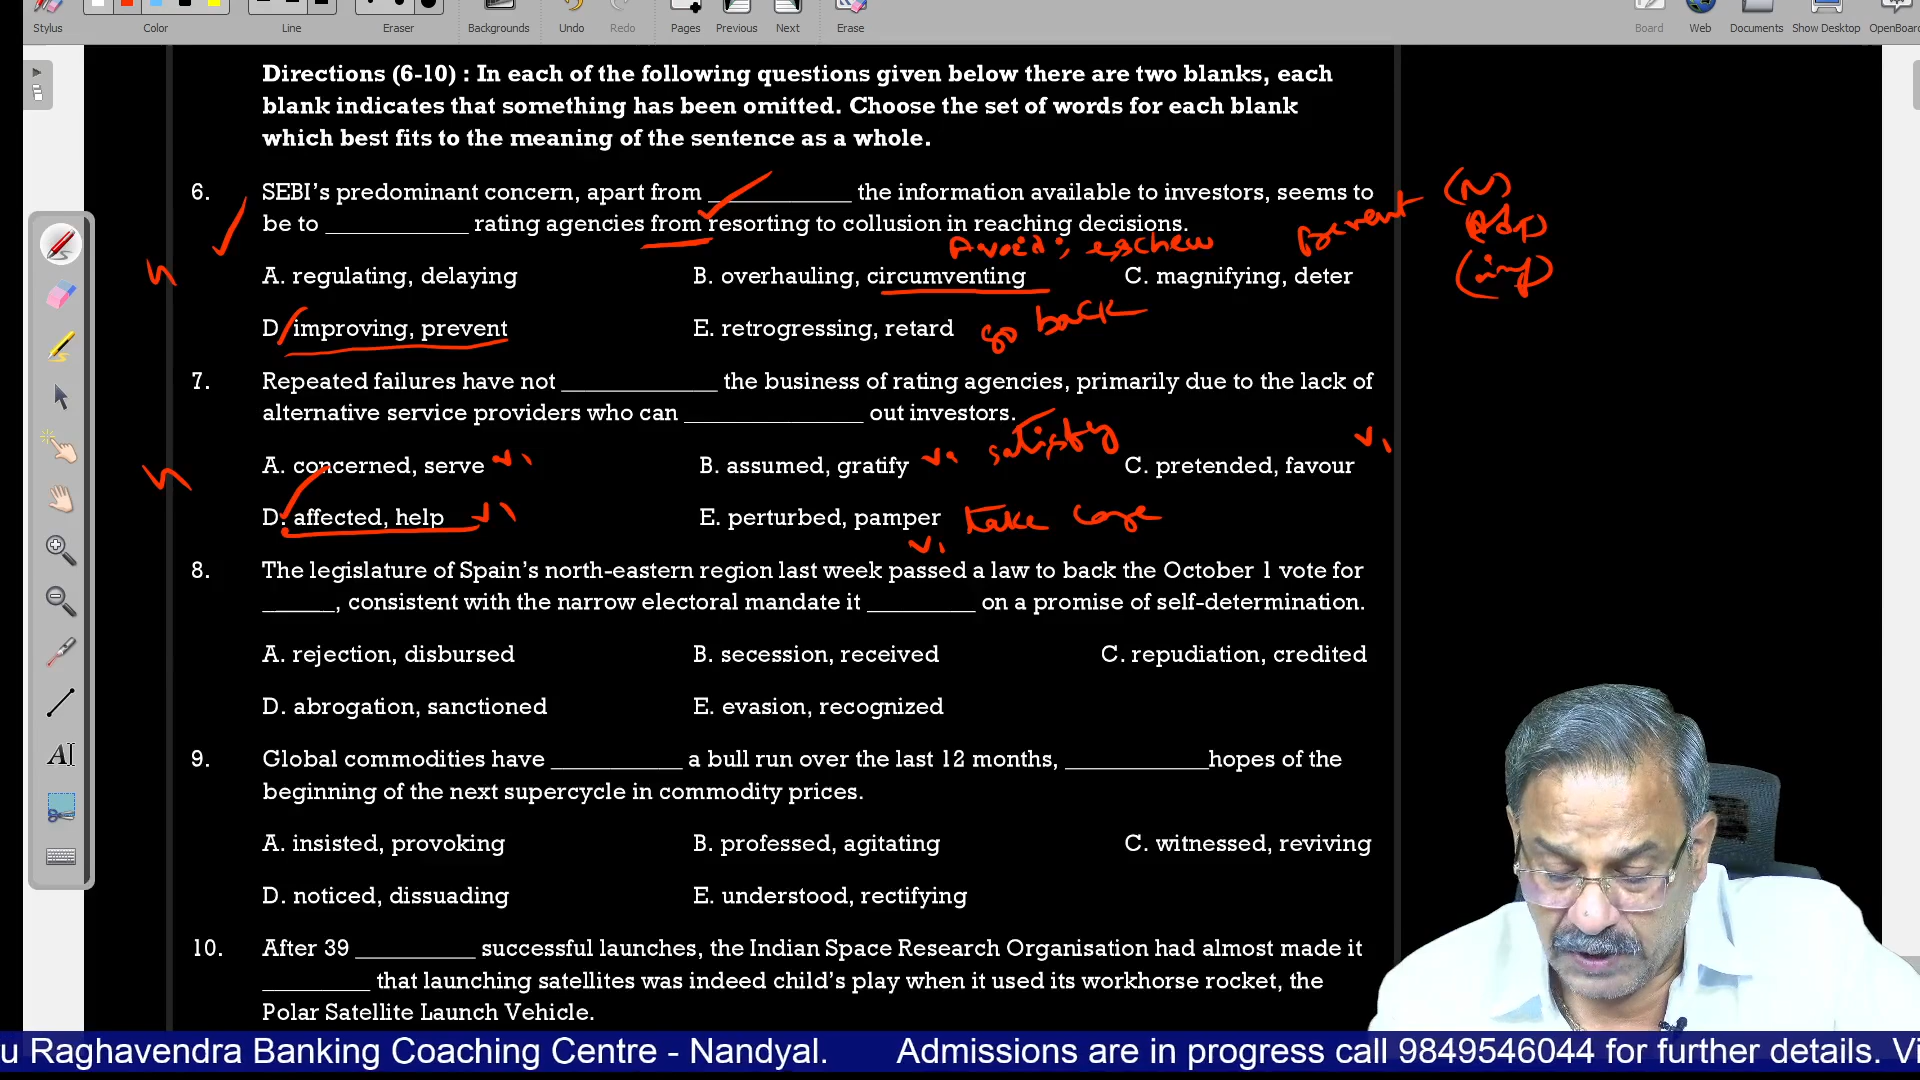 Stylus
Color
Line
Eraser
Backgrounds
Undo
Redo
Pages
Previous
Next
Erase
Board
Web
Documents
Show Desktop
OpenBoard
Directions (6-10) : In each of the following questions given below there are two blanks, each
blank indicates that something has been omitted. Choose the set of words for each blank
which best fits to the meaning of the sentence as a whole.
6. SEBI's predominant concern, apart from ____________ the information available to investors, seems to
be to ____________ rating agencies from resorting to collusion in reaching decisions.
prevent (N)
Avoid; eschew
A. regulating, delaying B. overhauling, circumventing C. magnifying, deter
D. improving, prevent E. retrogressing, retard go back
7. Repeated failures have not _____________ the business of rating agencies, primarily due to the lack of
alternative service providers who can _______________ out investors.
A. concerned, serve V1 B. assumed, gratify satisfy C. pretended, favour V1
D. affected, help V1 E. perturbed, pamper take care
V1
8. The legislature of Spain's north-eastern region last week passed a law to back the October 1 vote for
______, consistent with the narrow electoral mandate it _________ on a promise of self-determination.
A. rejection, disbursed B. secession, received C. repudiation, credited
D. abrogation, sanctioned E. evasion, recognized
9. Global commodities have ___________ a bull run over the last 12 months, ____________hopes of the
beginning of the next supercycle in commodity prices.
A. insisted, provoking B. professed, agitating C. witnessed, reviving
D. noticed, dissuading E. understood, rectifying
10. After 39 __________ successful launches, the Indian Space Research Organisation had almost made it
_________ that launching satellites was indeed child's play when it used its workhorse rocket, the
Polar Satellite Launch Vehicle.
u Raghavendra Banking Coaching Centre - Nandyal. Admissions are in progress call 9849546044 for further details. Vi